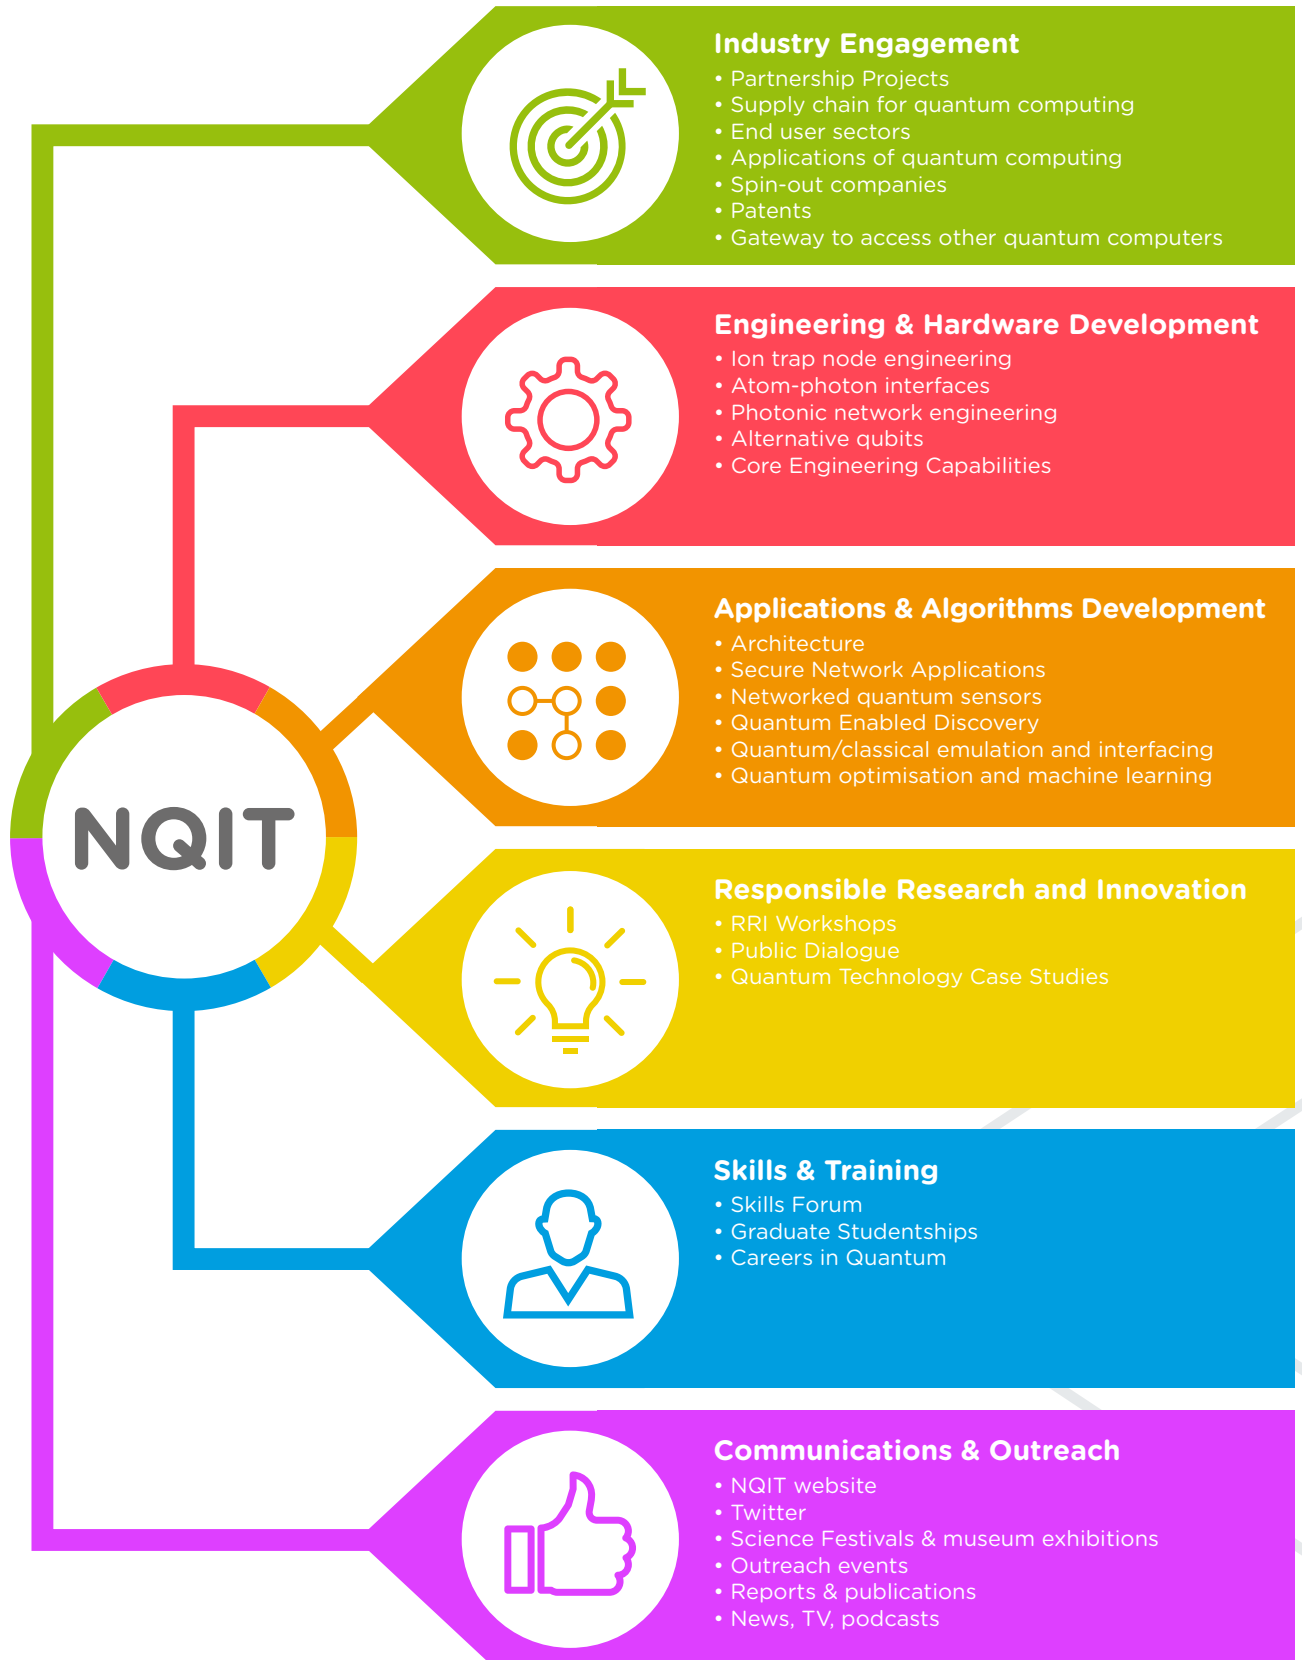 Industry Engagement
• Partnership Projects
• Supply chain for quantum computing
• End user sectors
• Applications of quantum computing
• Spin-out companies
• Patents
• Gateway to access other quantum computers
Engineering & Hardware Development
• Ion trap node engineering
• Atom-photon interfaces
• Photonic network engineering
• Alternative qubits
• Core Engineering Capabilities
Applications & Algorithms Development
• Architecture
• Secure Network Applications
• Networked quantum sensors
• Quantum Enabled Discovery
• Quantum/classical emulation and interfacing
• Quantum optimisation and machine learning
NQIT
Responsible Research and Innovation
• RRI Workshops
• Public Dialogue
• Quantum Technology Case Studies
Skills & Training
• Skills Forum
• Graduate Studentships
• Careers in Quantum
Communications & Outreach
• NQIT website
• Twitter
• Science Festivals & museum exhibitions
• Outreach events
• Reports & publications
• News, TV, podcasts